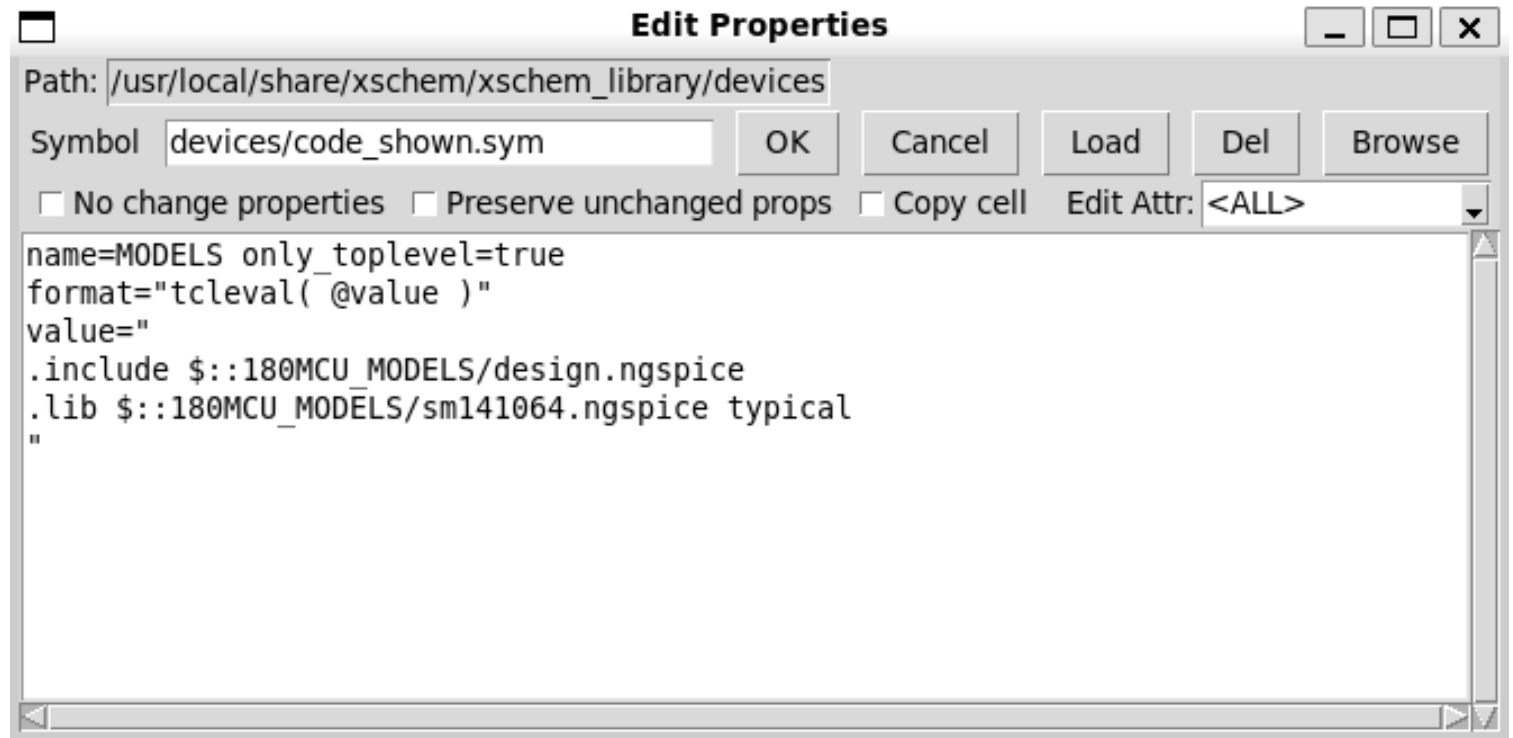 Edit Properties
Path: /usr/local/share/xschem/xschem_library/devices
Symbol devices/code_shown.sym OK Cancel Load Del Browse
No change properties Preserve unchanged props Copy cell Edit Attr: <ALL>
name=MODELS only_toplevel=true
format="tcleval( @value )"
value="
.include $::180MCU_MODELS/design.ngspice
.lib $::180MCU_MODELS/sm141064.ngspice typical
"